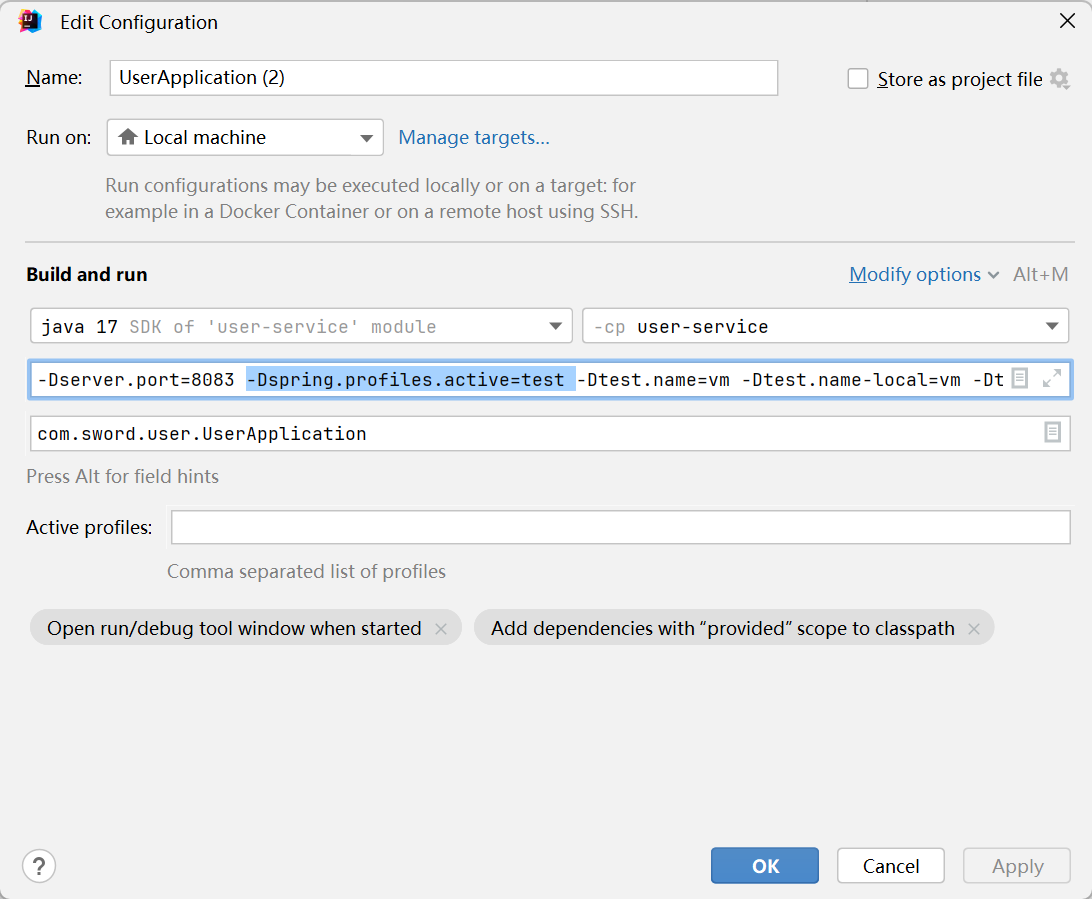 Edit Configuration
Name: UserApplication (2) Store as project file
Run on: Local machine Manage targets...
Run configurations may be executed locally or on a target: for
example in a Docker Container or on a remote host using SSH.
Build and run Modify options Alt+M
java 17 SDK of 'user-service' module -cp user-service
-Dserver.port=8083 -Dspring.profiles.active=test -Dtest.name=vm -Dtest.name-local=vm -Dt
com.sword.user.UserApplication
Press Alt for field hints
Active profiles:
Comma separated list of profiles
Open run/debug tool window when started × Add dependencies with “provided” scope to classpath ×
? OK Cancel Apply